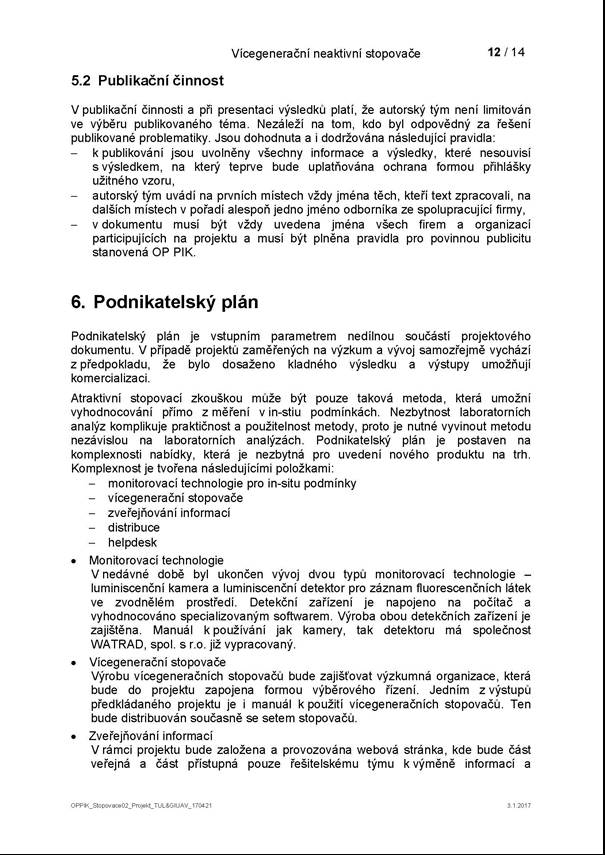 Vícegenerační neaktivní stopovače 12 / 14
5.2 Publikační činnost
V publikační činnosti a při presentaci výsledků platí, že autorský tým není limitován
ve výběru publikovaného téma. Nezáleží na tom, kdo byl odpovědný za řešení
publikované problematiky. Jsou dohodnuta a i dodržována následující pravidla:
– k publikování jsou uvolněny všechny informace a výsledky, které nesouvisí
s výsledkem, na který teprve bude uplatňována ochrana formou přihlášky
užitného vzoru,
– autorský tým uvádí na prvních místech vždy jména těch, kteří text zpracovali, na
dalších místech v pořadí alespoň jedno jméno odborníka ze spolupracující firmy,
– v dokumentu musí být vždy uvedena jména všech firem a organizací
participujících na projektu a musí být plněna pravidla pro povinnou publicitu
stanovená OP PIK.
6. Podnikatelský plán
Podnikatelský plán je vstupním parametrem nedílnou součástí projektového
dokumentu. V případě projektů zaměřených na výzkum a vývoj samozřejmě vychází
z předpokladu, že bylo dosaženo kladného výsledku a výstupy umožňují
komercializaci.
Atraktivní stopovací zkouškou může být pouze taková metoda, která umožní
vyhodnocování přímo z měření v in-stiu podmínkách. Nezbytnost laboratorních
analýz komplikuje praktičnost a použitelnost metody, proto je nutné vyvinout metodu
nezávislou na laboratorních analýzách. Podnikatelský plán je postaven na
komplexnosti nabídky, která je nezbytná pro uvedení nového produktu na trh.
Komplexnost je tvořena následujícími položkami:
– monitorovací technologie pro in-situ podmínky
– vícegenerační stopovače
– zveřejňování informací
– distribuce
– helpdesk
• Monitorovací technologie
V nedávné době byl ukončen vývoj dvou typů monitorovací technologie –
luminiscenční kamera a luminiscenční detektor pro záznam fluorescenčních látek
ve zvodnělém prostředí. Detekční zařízení je napojeno na počítač a
vyhodnocováno specializovaným softwarem. Výroba obou detekčních zařízení je
zajištěna. Manuál k používání jak kamery, tak detektoru má společnost
WATRAD, spol. s r.o. již vypracovaný.
• Vícegenerační stopovače
Výrobu vícegeneračních stopovačů bude zajišťovat výzkumná organizace, která
bude do projektu zapojena formou výběrového řízení. Jedním z výstupů
předkládaného projektu je i manuál k použití vícegeneračních stopovačů. Ten
bude distribuován současně se setem stopovačů.
• Zveřejňování informací
V rámci projektu bude založena a provozována webová stránka, kde bude část
veřejná a část přístupná pouze řešitelskému týmu k výměně informací a
OPPIK_Stopovace02_Projekt_TUL&GIUAV_170421 3.1.2017